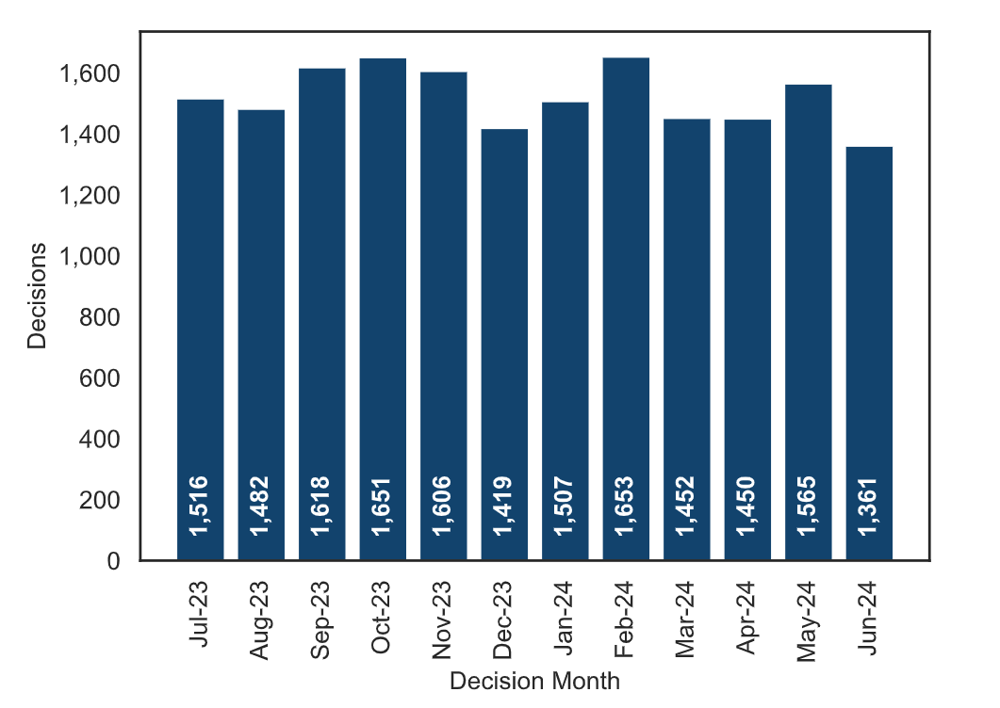 1,600
1,400
1,200
1,000
800
600
400
200
0
Decisions
1,516
1,482
1,618
1,651
1,606
1,419
1,507
1,653
1,452
1,450
1,565
1,361
Jul-23
Aug-23
Sep-23
Oct-23
Nov-23
Dec-23
Jan-24
Feb-24
Mar-24
Apr-24
May-24
Jun-24
Decision Month